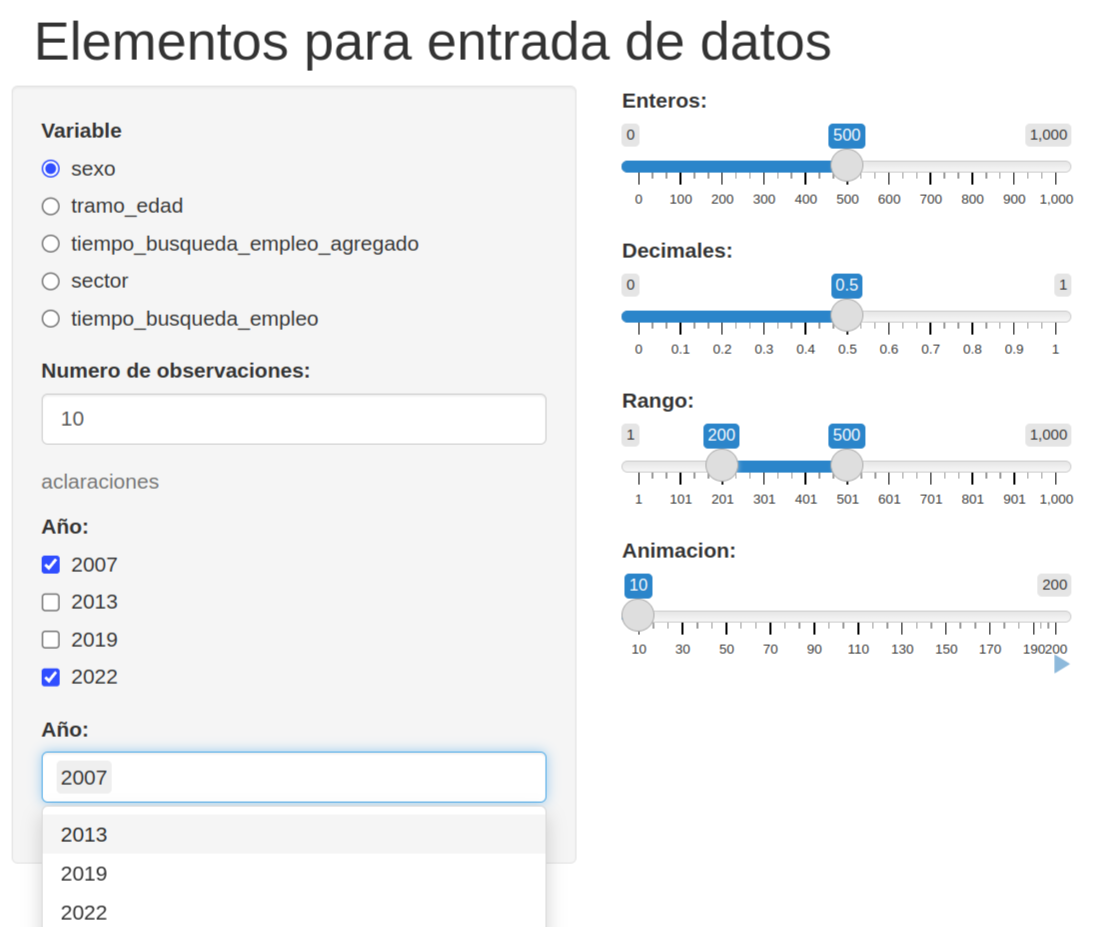 Elementos para entrada de datos
Variable
sexo
tramo_edad
tiempo_busqueda_empleo_agregado
sector
tiempo_busqueda_empleo
Numero de observaciones:
10
aclaraciones
Año:
2007
2013
2019
2022
Año:
2007
2013
2019
2022
Enteros:
0 500 1,000
0 100 200 300 400 500 600 700 800 900 1,000
Decimales:
0 0.5 1
0 0.1 0.2 0.3 0.4 0.5 0.6 0.7 0.8 0.9 1
Rango:
1 200 500 1,000
1 101 201 301 401 501 601 701 801 901 1,000
Animacion:
10 200
10 30 50 70 90 110 130 150 170 190 200